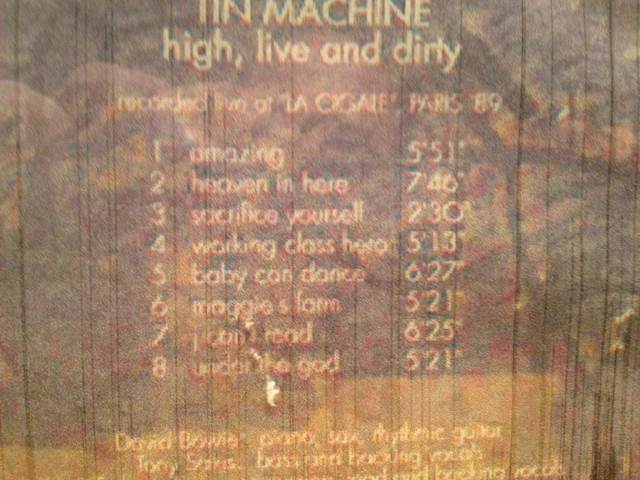 TIN MACHINE
high, live and dirty
recorded live at "LA CIGALE" PARIS 89
1 amazing 5'51"
2 heaven in here 7'46"
3 sacrifice yourself 2'30"
4 working class hero 5'13"
5 baby can dance 6'27"
6 maggie's farm 5'21"
7 i can't read 6'25"
8 under the god 5'21"
David Bowie: piano, sax, rhythmic guitar
Tony Sales: bass and backing vocals
and backing vocals